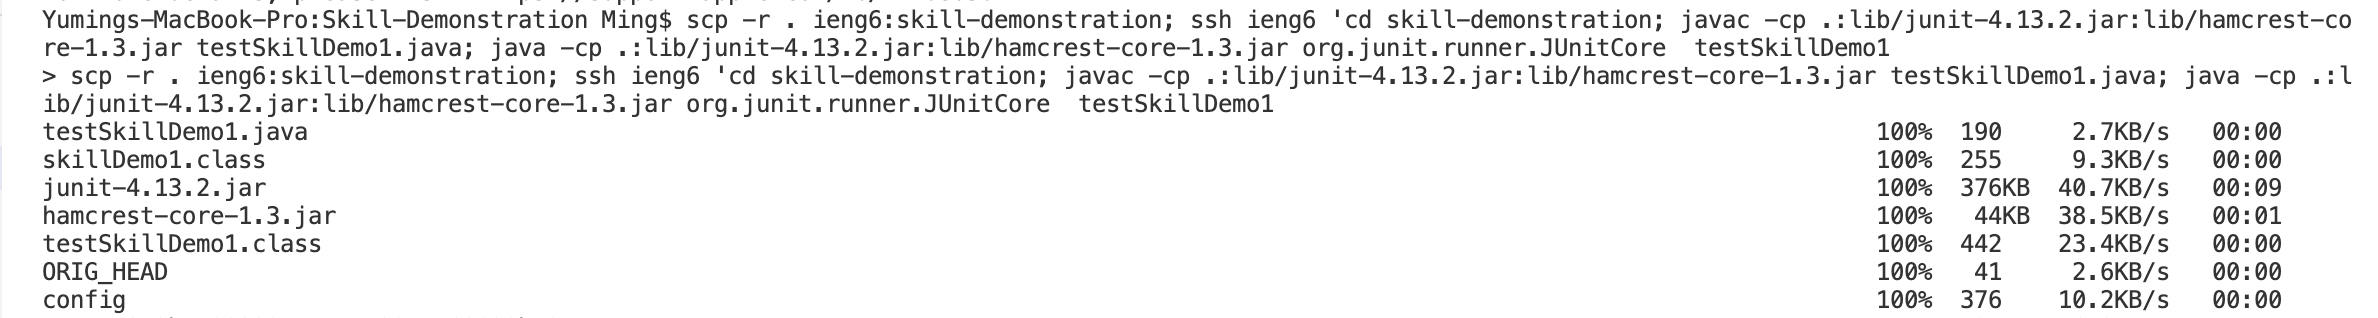 Yumings-MacBook-Pro:Skill-Demonstration Ming$ scp -r . ieng6:skill-demonstration; ssh ieng6 'cd skill-demonstration; javac -cp .:lib/junit-4.13.2.jar:lib/hamcrest-co
re-1.3.jar testSkillDemo1.java; java -cp .:lib/junit-4.13.2.jar:lib/hamcrest-core-1.3.jar org.junit.runner.JUnitCore  testSkillDemo1
> scp -r . ieng6:skill-demonstration; ssh ieng6 'cd skill-demonstration; javac -cp .:lib/junit-4.13.2.jar:lib/hamcrest-core-1.3.jar testSkillDemo1.java; java -cp .:l
ib/junit-4.13.2.jar:lib/hamcrest-core-1.3.jar org.junit.runner.JUnitCore  testSkillDemo1
testSkillDemo1.java 100% 190 2.7KB/s 00:00
skillDemo1.class 100% 255 9.3KB/s 00:00
junit-4.13.2.jar 100% 376KB 40.7KB/s 00:09
hamcrest-core-1.3.jar 100% 44KB 38.5KB/s 00:01
testSkillDemo1.class 100% 442 23.4KB/s 00:00
ORIG_HEAD 100% 41 2.6KB/s 00:00
config 100% 376 10.2KB/s 00:00